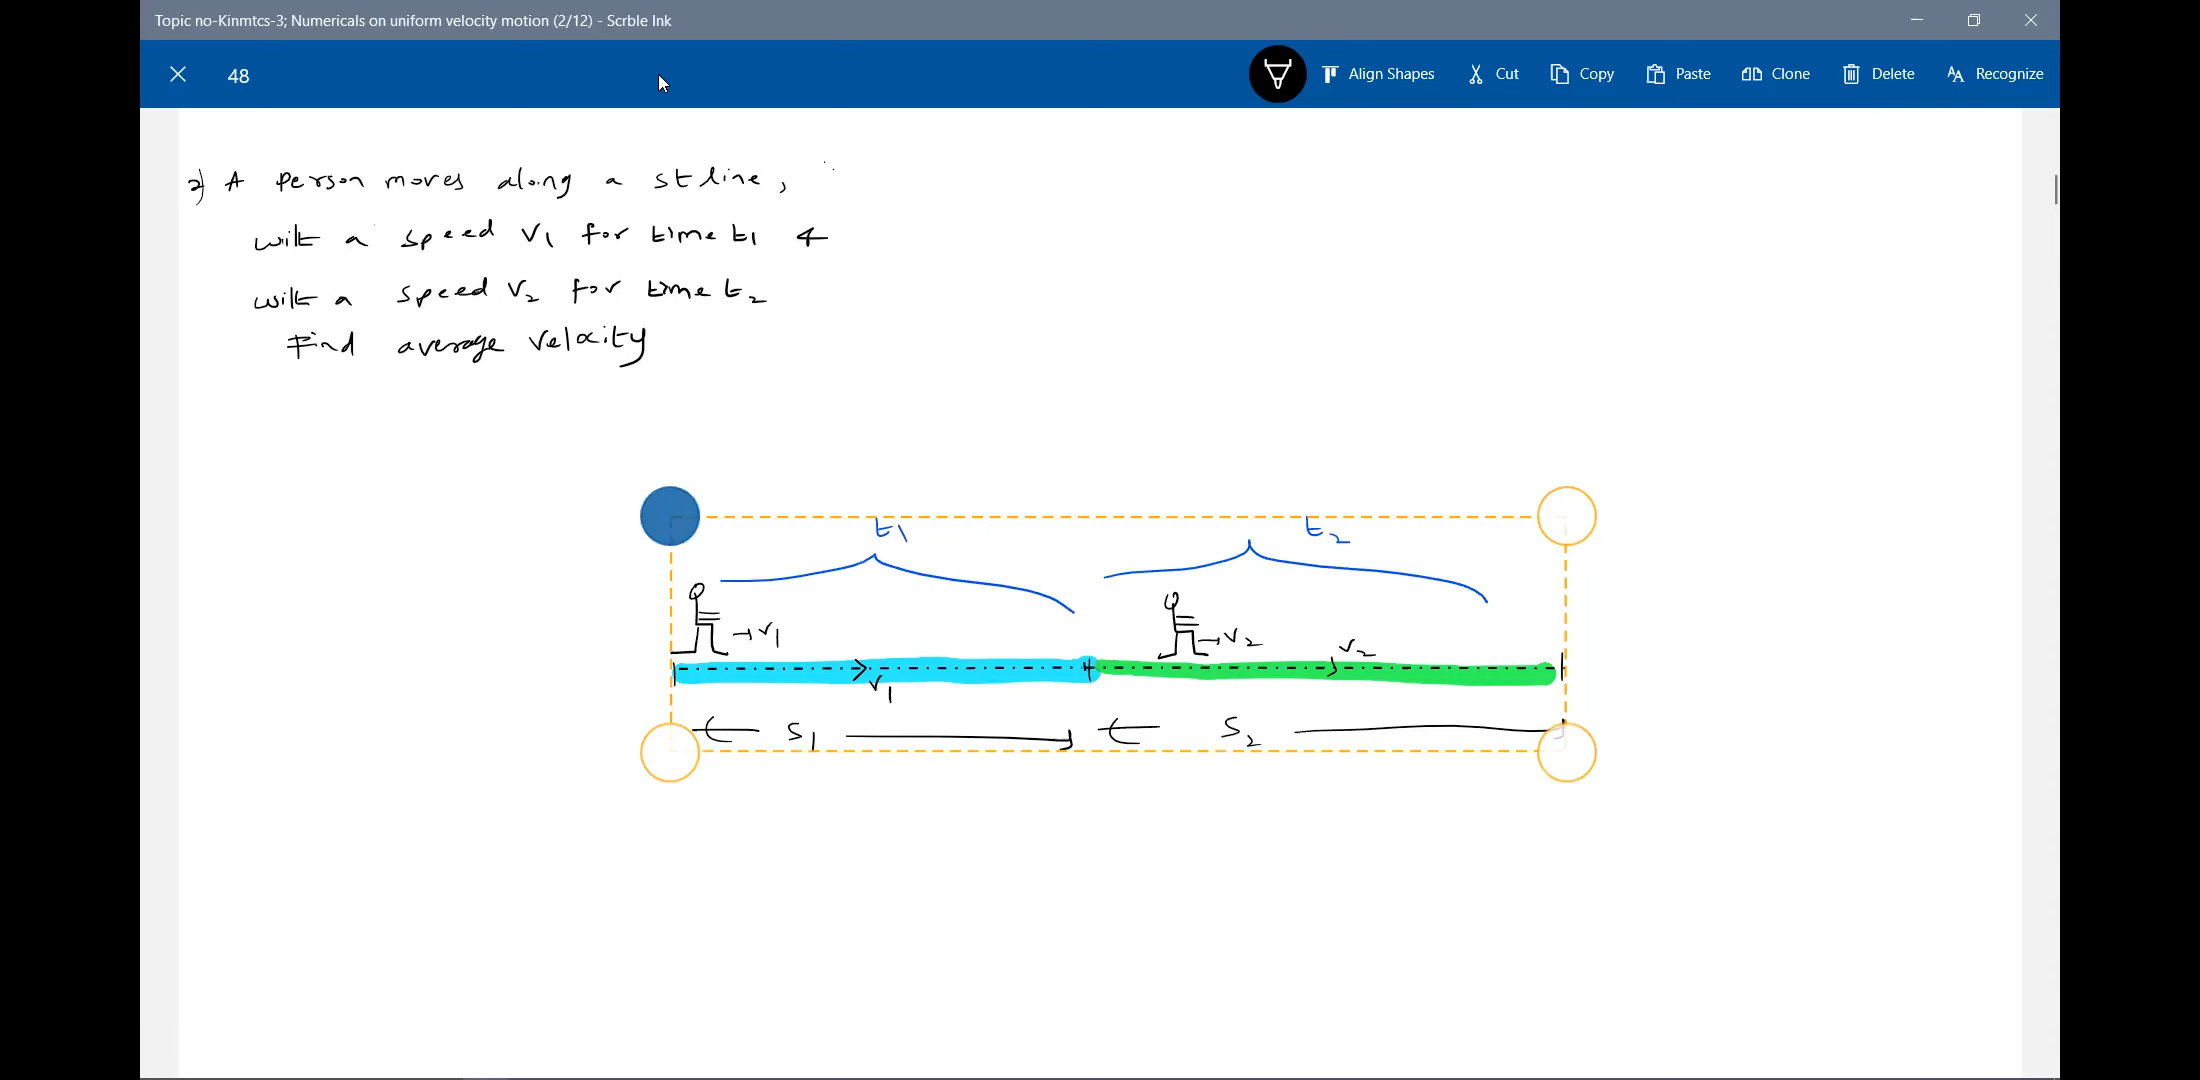 Topic no-Kinmtcs-3; Numericals on uniform velocity motion (2/12) - Scrble Ink
48
Align Shapes
Cut
Copy
Paste
Clone
Delete
Recognize
2) A person moves along a st line,
with a speed V1 for time t1 &
with a speed V2 for time t2
Find average velocity
t1
t2
→V1
→V2
V2
V1
S1
S2